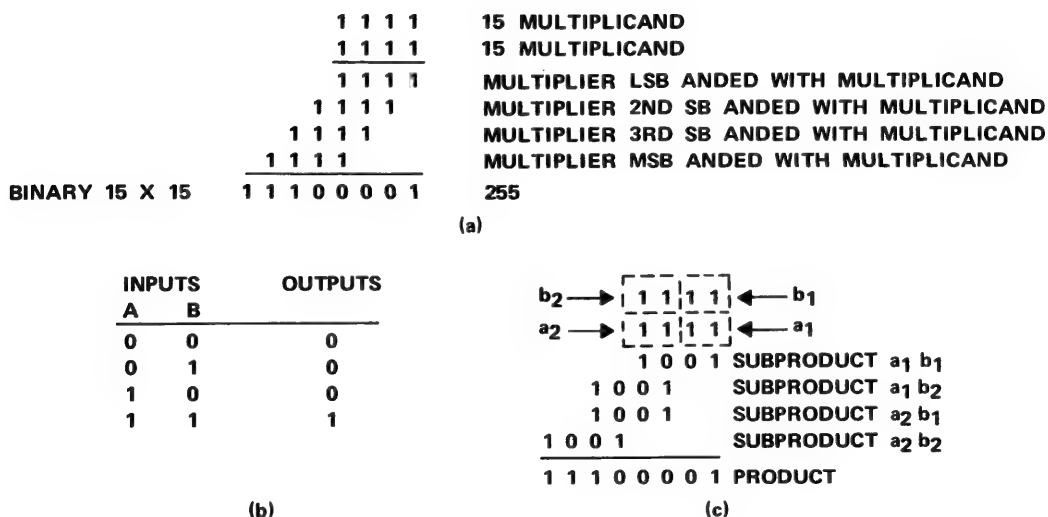 1 1 1 1 15 MULTIPLICAND
1 1 1 1 15 MULTIPLICAND
1 1 1 1 MULTIPLIER LSB ANDED WITH MULTIPLICAND
1 1 1 1 MULTIPLIER 2ND SB ANDED WITH MULTIPLICAND
1 1 1 1 MULTIPLIER 3RD SB ANDED WITH MULTIPLICAND
1 1 1 1 MULTIPLIER MSB ANDED WITH MULTIPLICAND
BINARY 15 X 15 1 1 1 0 0 0 0 1 255
(a)
INPUTS OUTPUTS
A B
0 0 0
0 1 0
1 0 0
1 1 1
(b)
b2 1 1 1 1 b1
a2 1 1 1 1 a1
1 0 0 1 SUBPRODUCT a1 b1
1 0 0 1 SUBPRODUCT a1 b2
1 0 0 1 SUBPRODUCT a2 b1
1 0 0 1 SUBPRODUCT a2 b2
1 1 1 0 0 0 0 1 PRODUCT
(c)